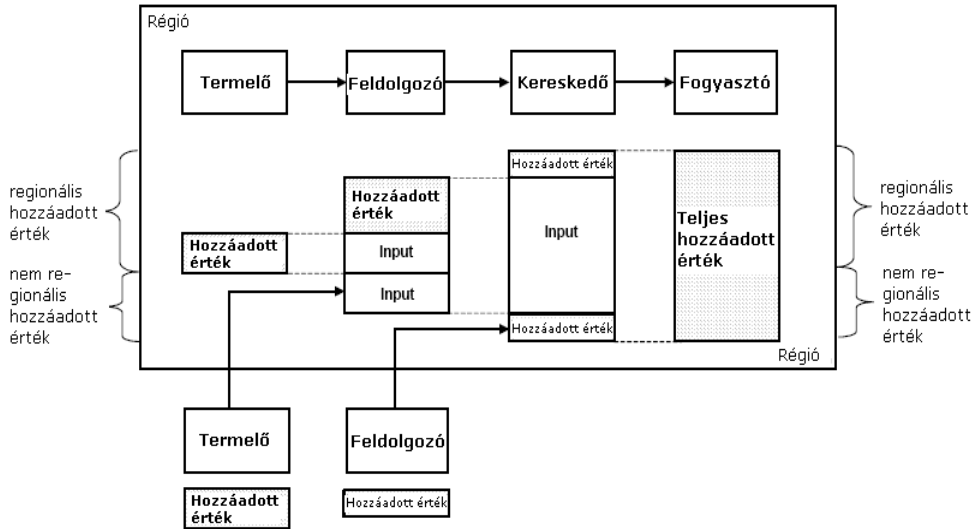 Régió
Termelő
Feldolgozó
Kereskedő
Fogyasztó
regionális
hozzáadott
érték
nem re-
gionális
hozzáadott
érték
Hozzáadott
érték
Hozzáadott
érték
Input
Input
Hozzáadott érték
Input
Hozzáadott érték
Teljes
hozzáadott
érték
regionális
hozzáadott
érték
nem re-
gionális
hozzáadott
érték
Régió
Termelő
Feldolgozó
Hozzáadott
érték
Hozzáadott érték